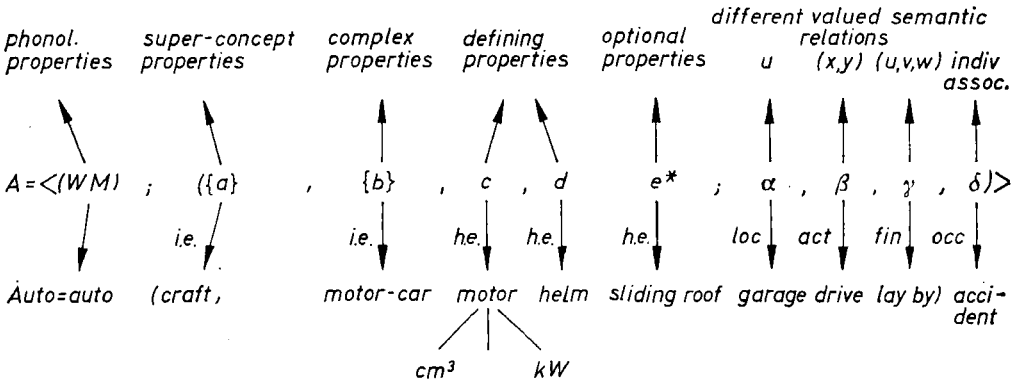 different valued semantic
phonol. super-concept complex defining optional relations
properties properties properties properties properties u (x,y) (u,v,w) indiv
assoc.
A=<(WM) ; ({a} , {b} , c , d e* ; α , β , γ , δ)>
i.e. i.e. h.e. h.e. h.e. loc act fin occ
Auto=auto (craft, motor-car motor helm sliding roof garage drive lay by) acci-
dent
cm³ kW